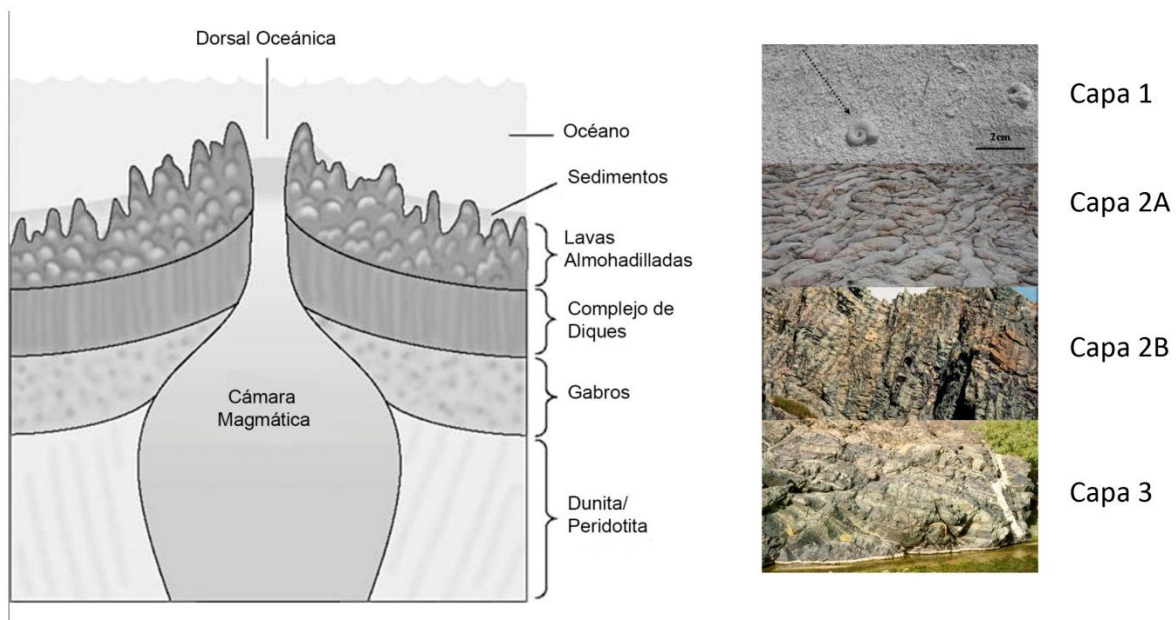 Dorsal Oceánica
Océano
Sedimentos
Lavas
Almohadilladas
Complejo de
Diques
Gabros
Cámara
Magmática
Dunita/
Peridotita
2cm
Capa 1
Capa 2A
Capa 2B
Capa 3